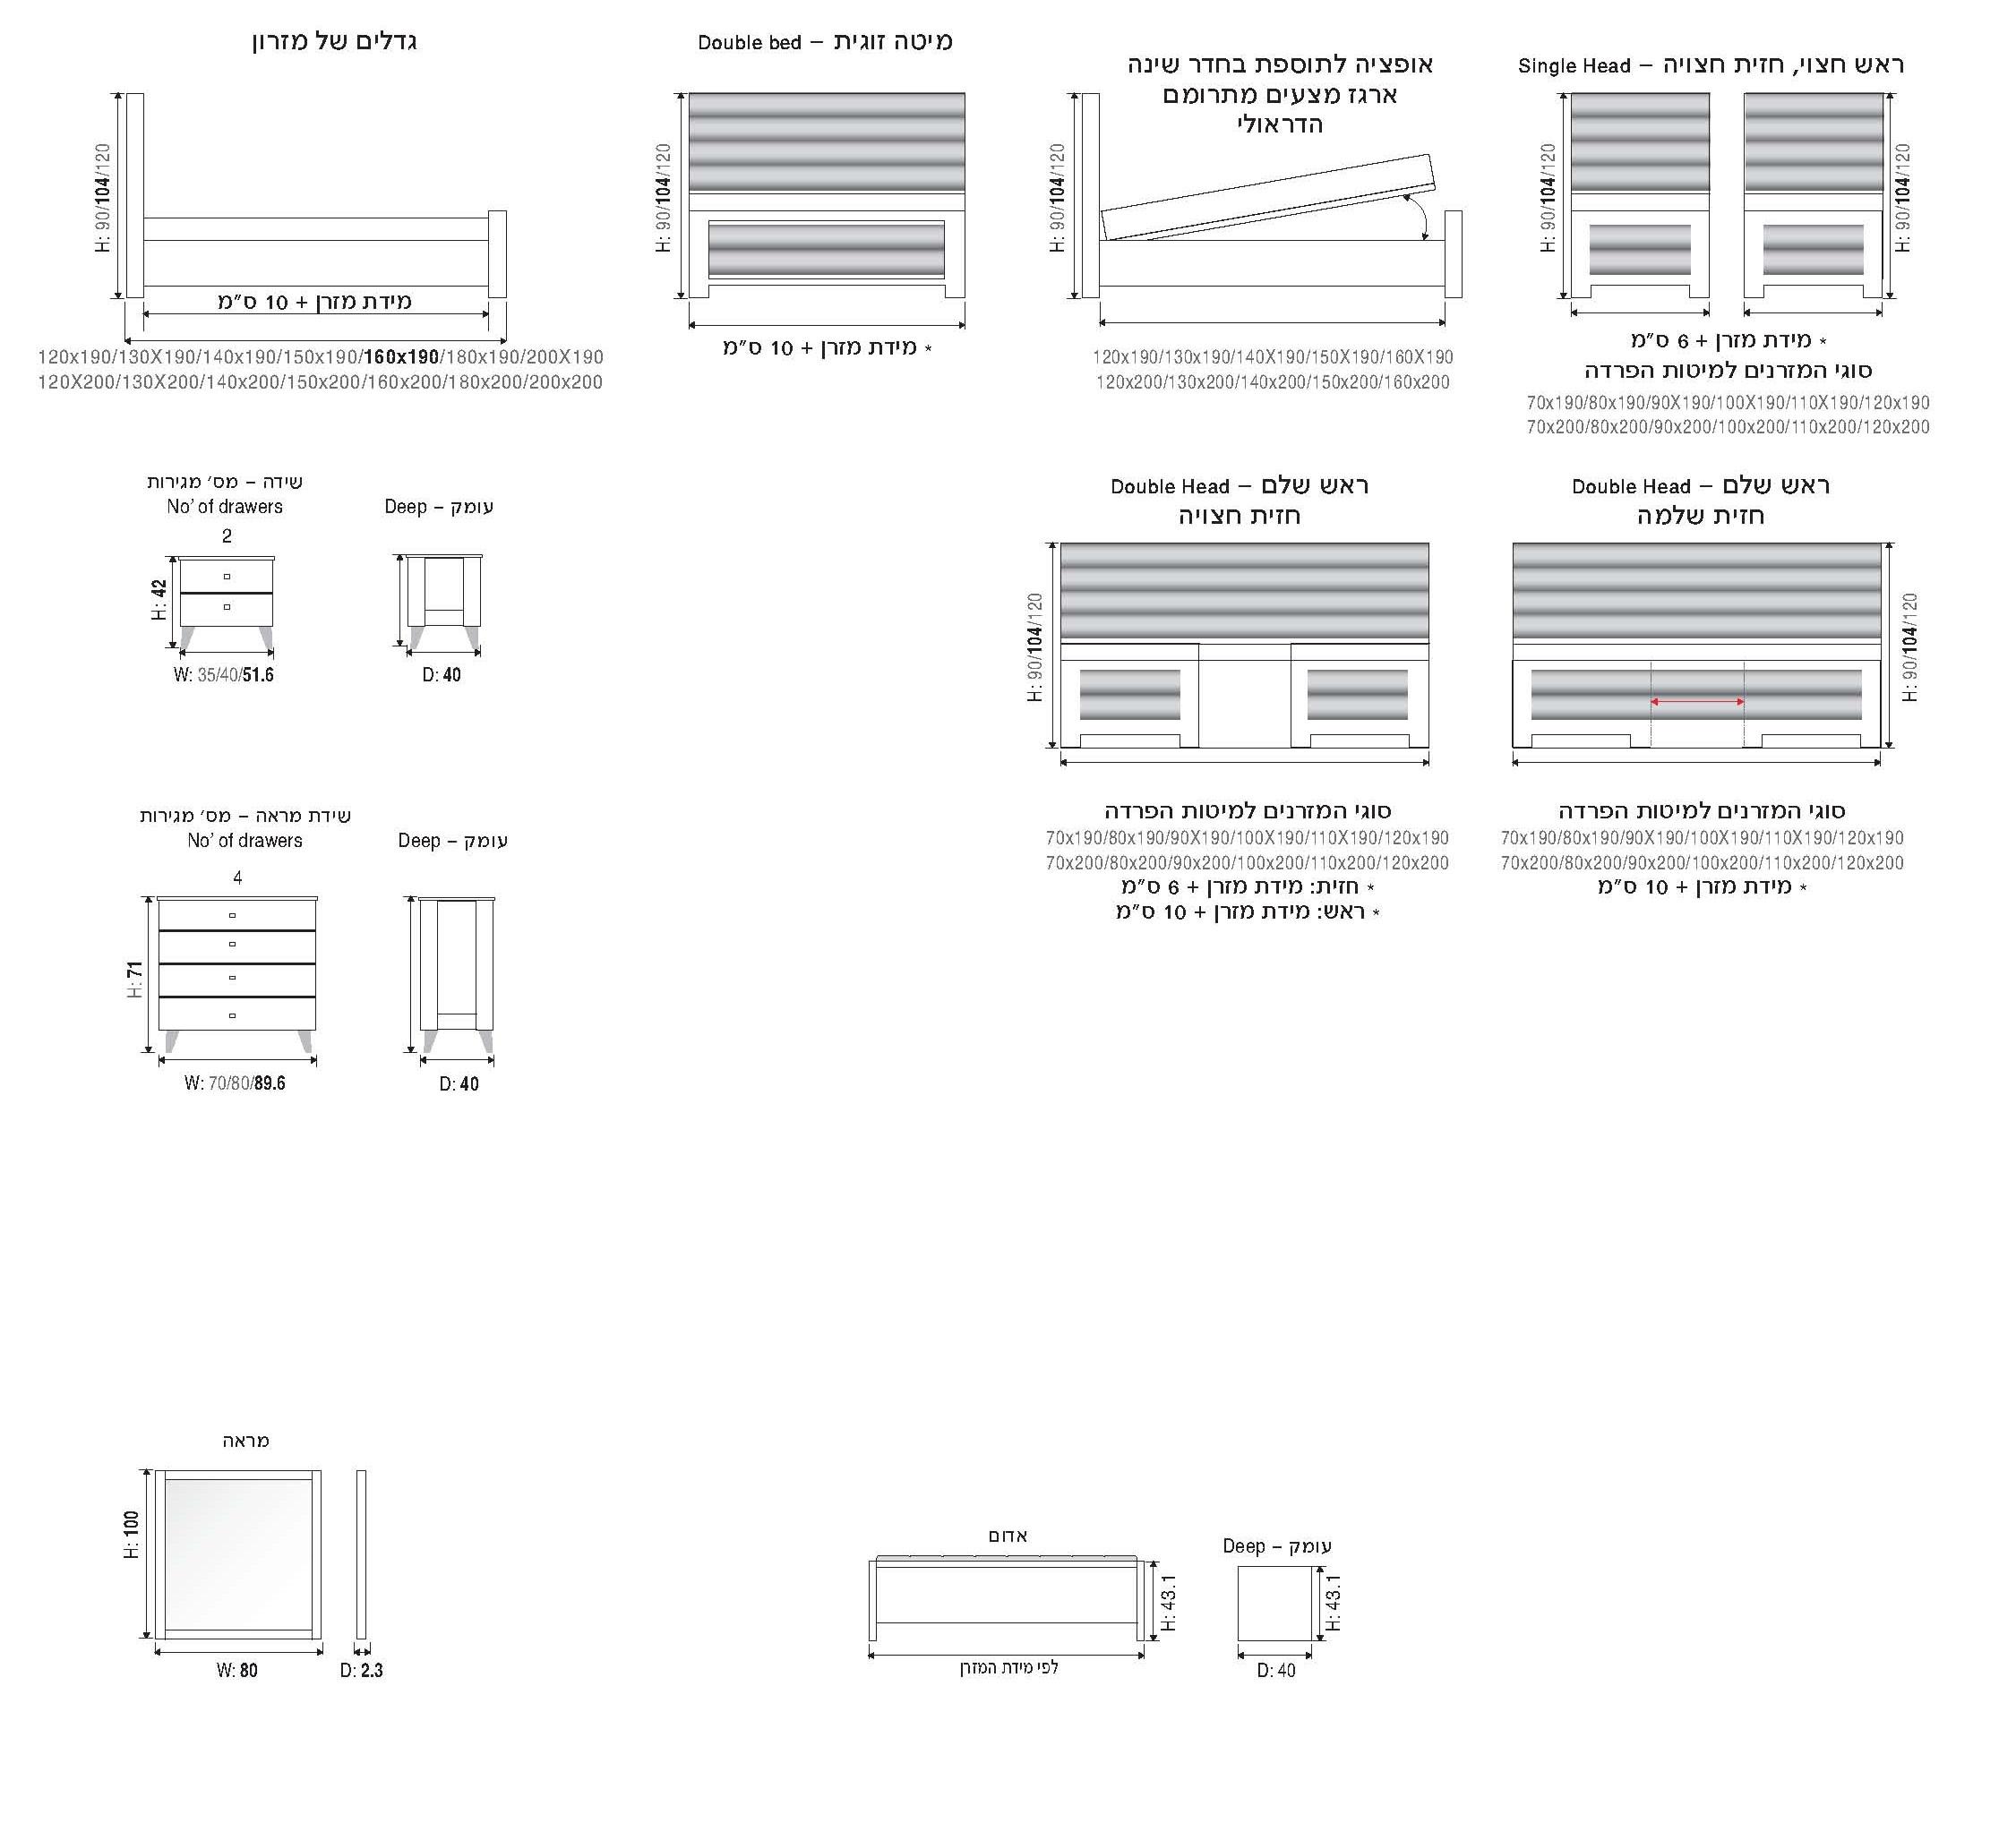 גדלים של מזרון
H: 90/104/120
מידת מזרן + 10 ס"מ
120x190/130X190/140x190/150x190/160x190/180x190/200X190
120X200/130X200/140x200/150x200/160x200/180x200/200x200
מיטה זוגית – Double bed
H: 90/104/120
* מידת מזרן + 10 ס"מ
אופציה לתוספת בחדר שינה
ארגז מצעים מתרומם
הדראולי
H: 90/104/120
120x190/130x190/140X190/150X190/160X190
120x200/130x200/140x200/150x200/160x200
ראש חצוי, חזית חצויה – Single Head
H: 90/104/120
H: 90/104/120
* מידת מזרן + 6 ס"מ
סוגי המזרנים למיטות הפרדה
70x190/80x190/90X190/100X190/110X190/120x190
70x200/80x200/90x200/100x200/110x200/120x200
שידה – מס' מגירות
No' of drawers
2
H: 42
W: 35/40/51.6
עומק – Deep
D: 40
ראש שלם – Double Head
חזית חצויה
H: 90/104/120
סוגי המזרנים למיטות הפרדה
70x190/80x190/90X190/100X190/110X190/120x190
70x200/80x200/90x200/100x200/110x200/120x200
* חזית: מידת מזרן + 6 ס"מ
* ראש: מידת מזרן + 10 ס"מ
ראש שלם – Double Head
חזית שלמה
H: 90/104/120
סוגי המזרנים למיטות הפרדה
70x190/80x190/90X190/100X190/110X190/120x190
70x200/80x200/90x200/100x200/110x200/120x200
* מידת מזרן + 10 ס"מ
שידת מראה – מס' מגירות
No' of drawers
4
H: 71
W: 70/80/89.6
עומק – Deep
D: 40
מראה
H: 100
W: 80
D: 2.3
אדום
H: 43.1
לפי מידת המזרן
עומק – Deep
H: 43.1
D: 40